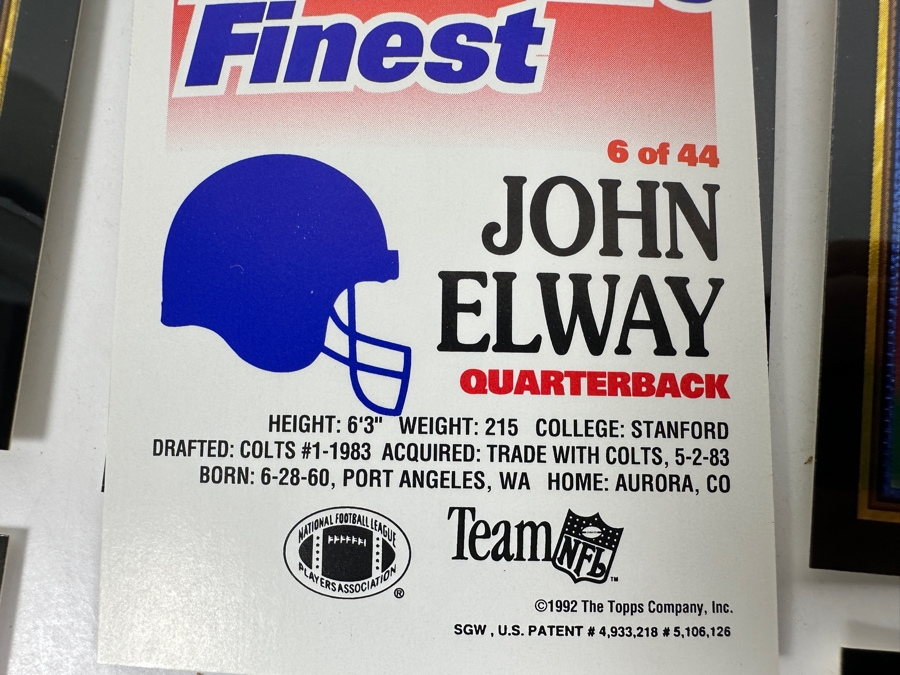 Finest
6 of 44
JOHN
ELWAY
QUARTERBACK
HEIGHT: 6'3" WEIGHT: 215 COLLEGE: STANFORD
DRAFTED: COLTS #1-1983 ACQUIRED: TRADE WITH COLTS, 5-2-83
BORN: 6-28-60, PORT ANGELES, WA HOME: AURORA, CO
NATIONAL FOOTBALL LEAGUE
PLAYERS ASSOCIATION
®
Team NFL
™
©1992 The Topps Company, Inc.
SGW , U.S. PATENT # 4,933,218 # 5,106,126